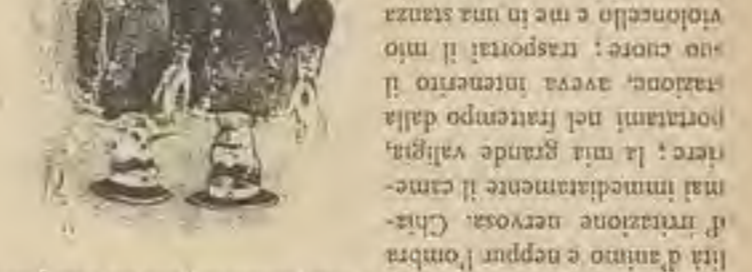 lità d'animo e neppur l'ombra
d'irritazione nervosa. Chia-
mai immediatamente il came-
riere; la mia grande valigia,
portatami nel frattempo dalla
stazione, aveva intenerito il
suo cuore; trasportai il mio
violoncello e me in una stanza